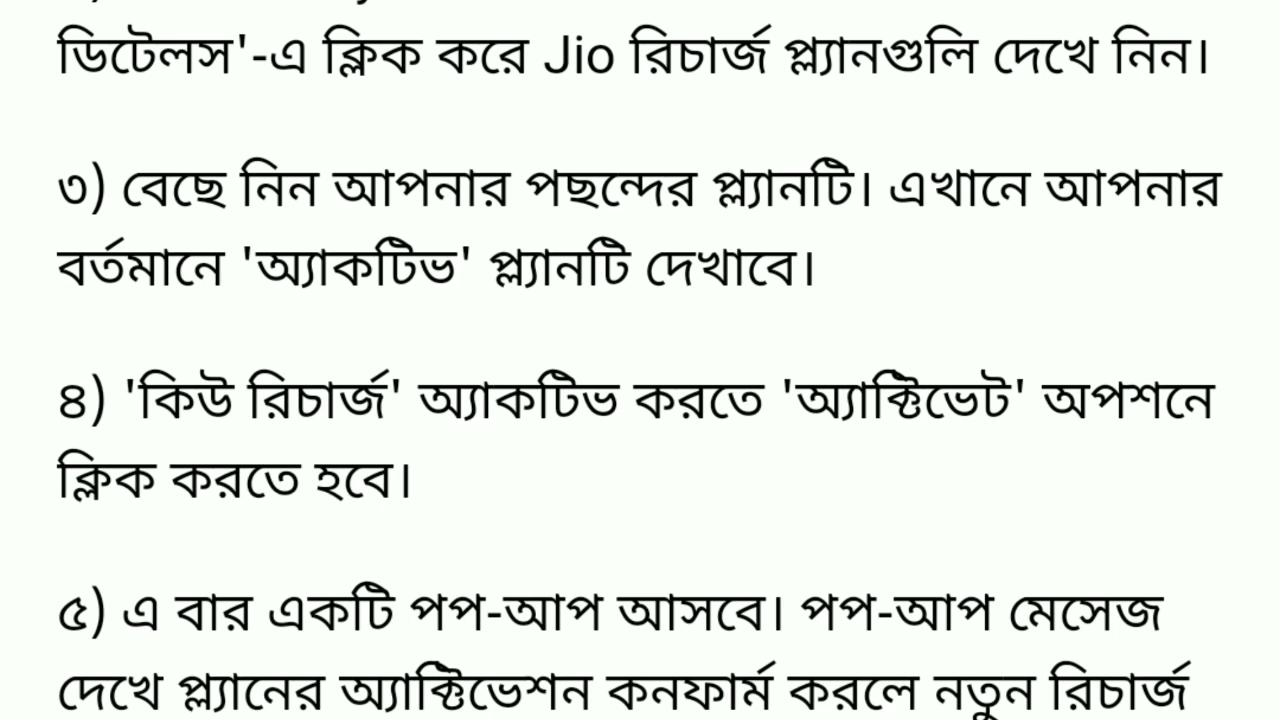 ডিটেলস'-এ ক্লিক করে Jio রিচার্জ প্ল্যানগুলি দেখে নিন।
৩) বেছে নিন আপনার পছন্দের প্ল্যানটি। এখানে আপনার
বর্তমানে 'অ্যাকটিভ' প্ল্যানটি দেখাবে।
৪) 'কিউ রিচার্জ' অ্যাকটিভ করতে 'অ্যাক্টিভেট' অপশনে
ক্লিক করতে হবে।
৫) এ বার একটি পপ-আপ আসবে। পপ-আপ মেসেজ
দেখে প্ল্যানের অ্যাক্টিভেশন কনফার্ম করলে নতুন রিচার্জ